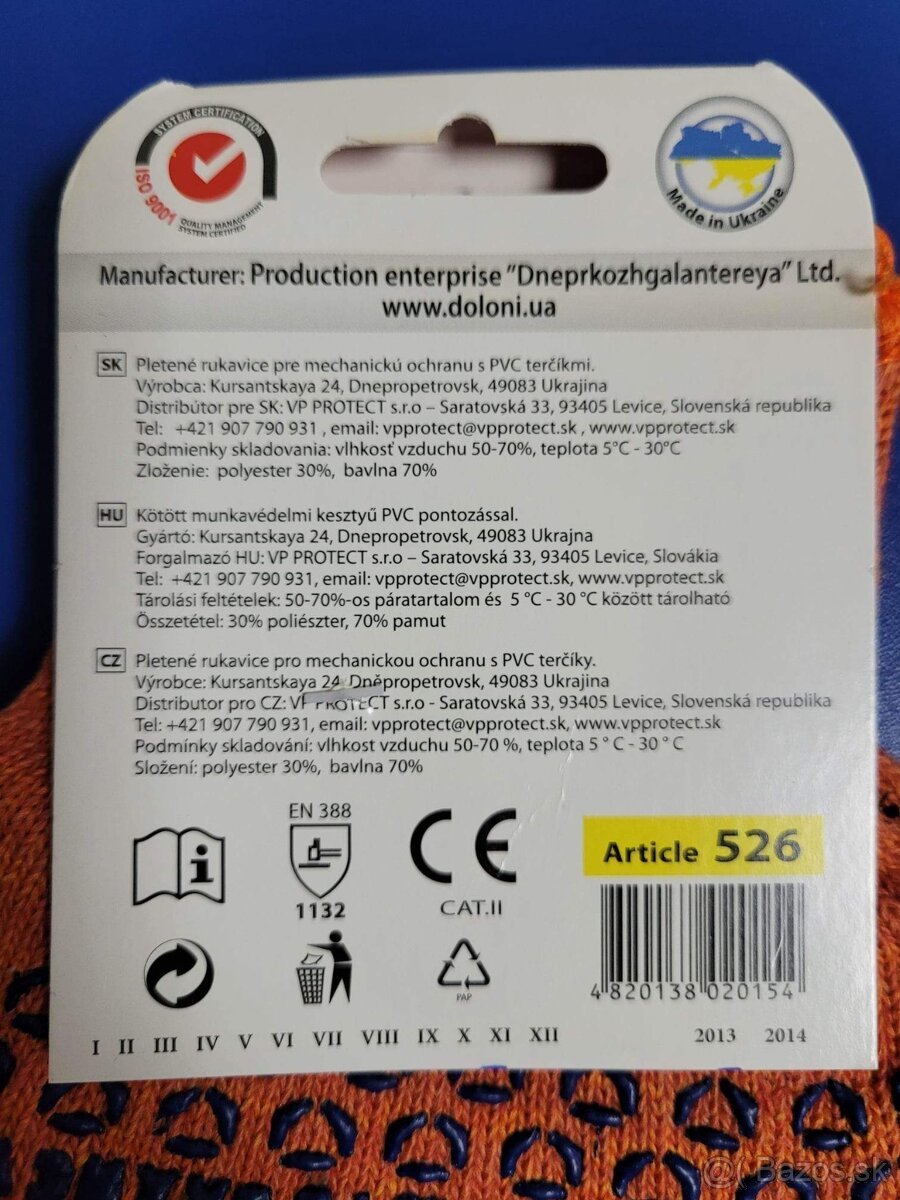 SYSTEM CERTIFICATION
ISO 9001
QUALITY MANAGEMENT
SYSTEM CERTIFIED
Made in Ukraine
Manufacturer: Production enterprise "Dneprkozhgalantereya" Ltd.
www.doloni.ua
SK Pletené rukavice pre mechanickú ochranu s PVC terčíkmi.
Výrobca: Kursantskaya 24, Dnepropetrovsk, 49083 Ukrajina
Distribútor pre SK: VP PROTECT s.r.o – Saratovská 33, 93405 Levice, Slovenská republika
Tel: +421 907 790 931 , email: vpprotect@vpprotect.sk , www.vpprotect.sk
Podmienky skladovania: vlhkosť vzduchu 50-70%, teplota 5°C - 30°C
Zloženie: polyester 30%, bavlna 70%
HU Kötött munkavédelmi kesztyű PVC pontozással.
Gyártó: Kursantskaya 24, Dnepropetrovsk, 49083 Ukrajna
Forgalmazó HU: VP PROTECT s.r.o – Saratovská 33, 93405 Levice, Slovákia
Tel: +421 907 790 931, email: vpprotect@vpprotect.sk, www.vpprotect.sk
Tárolási feltételek: 50-70%-os páratartalom és 5 °C - 30 °C között tárolható
Összetétel: 30% poliészter, 70% pamut
CZ Pletené rukavice pro mechanickou ochranu s PVC terčíky.
Výrobce: Kursantskaya 24, Dněpropetrovsk, 49083 Ukrajina
Distributor pro CZ: VP PROTECT s.r.o - Saratovská 33, 93405 Levice, Slovenská republika
Tel: +421 907 790 931, email: vpprotect@vpprotect.sk, www.vpprotect.sk
Podmínky skladování: vlhkost vzduchu 50-70 %, teplota 5 ° C - 30 ° C
Složení: polyester 30%, bavlna 70%
EN 388
1132
CE
CAT.II
Article 526
PAP
4 820138 020154
I II III IV V VI VII VIII IX X XI XII 2013 2014
@ Bazos.sk